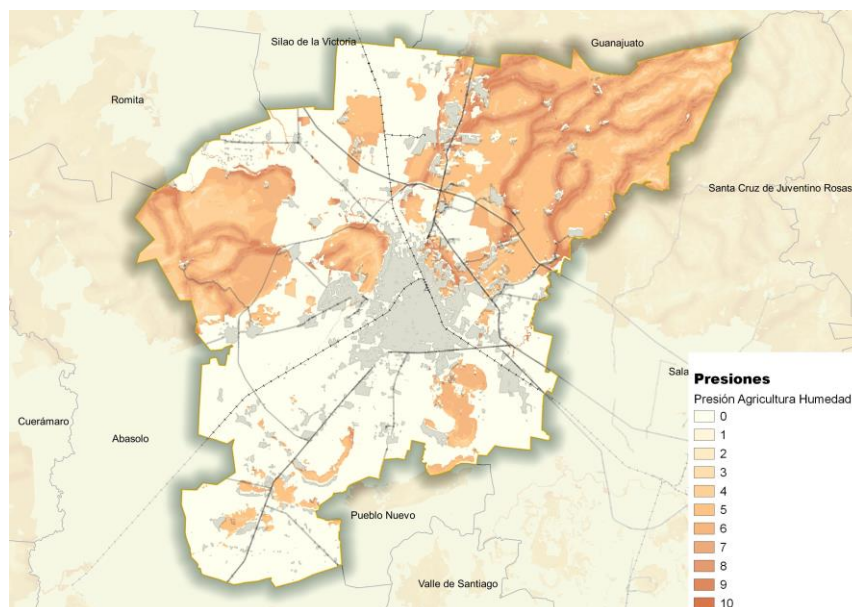 Silao de la Victoria
Guanajuato
Romita
Santa Cruz de Juventino Rosas
Sala
Presiones
Presión Agricultura Humedad
Cuerámaro
Abasolo
Pueblo Nuevo
Valle de Santiago
0
1
2
3
4
5
6
7
8
9
10